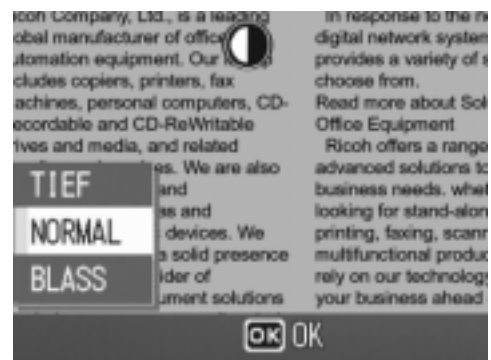 icoh Company, Ltd., is a leading
obal manufacturer of office
utomation equipment. Our
cludes copiers, printers, fax
achines, personal computers, CD-
ecordable and CD-ReWritable
rives and media, and related
es. We are also
and
as and
devices. We
a solid presence
ider of
ument solutions
In response to the ne
digital network system
provides a variety of s
choose from.
Read more about Sol
Office Equipment
Ricoh offers a range
advanced solutions to
business needs. whet
looking for stand-alon
printing, faxing, scann
multifunctional produc
rely on our technology
your business ahead
TIEF
NORMAL
BLASS
OK OK